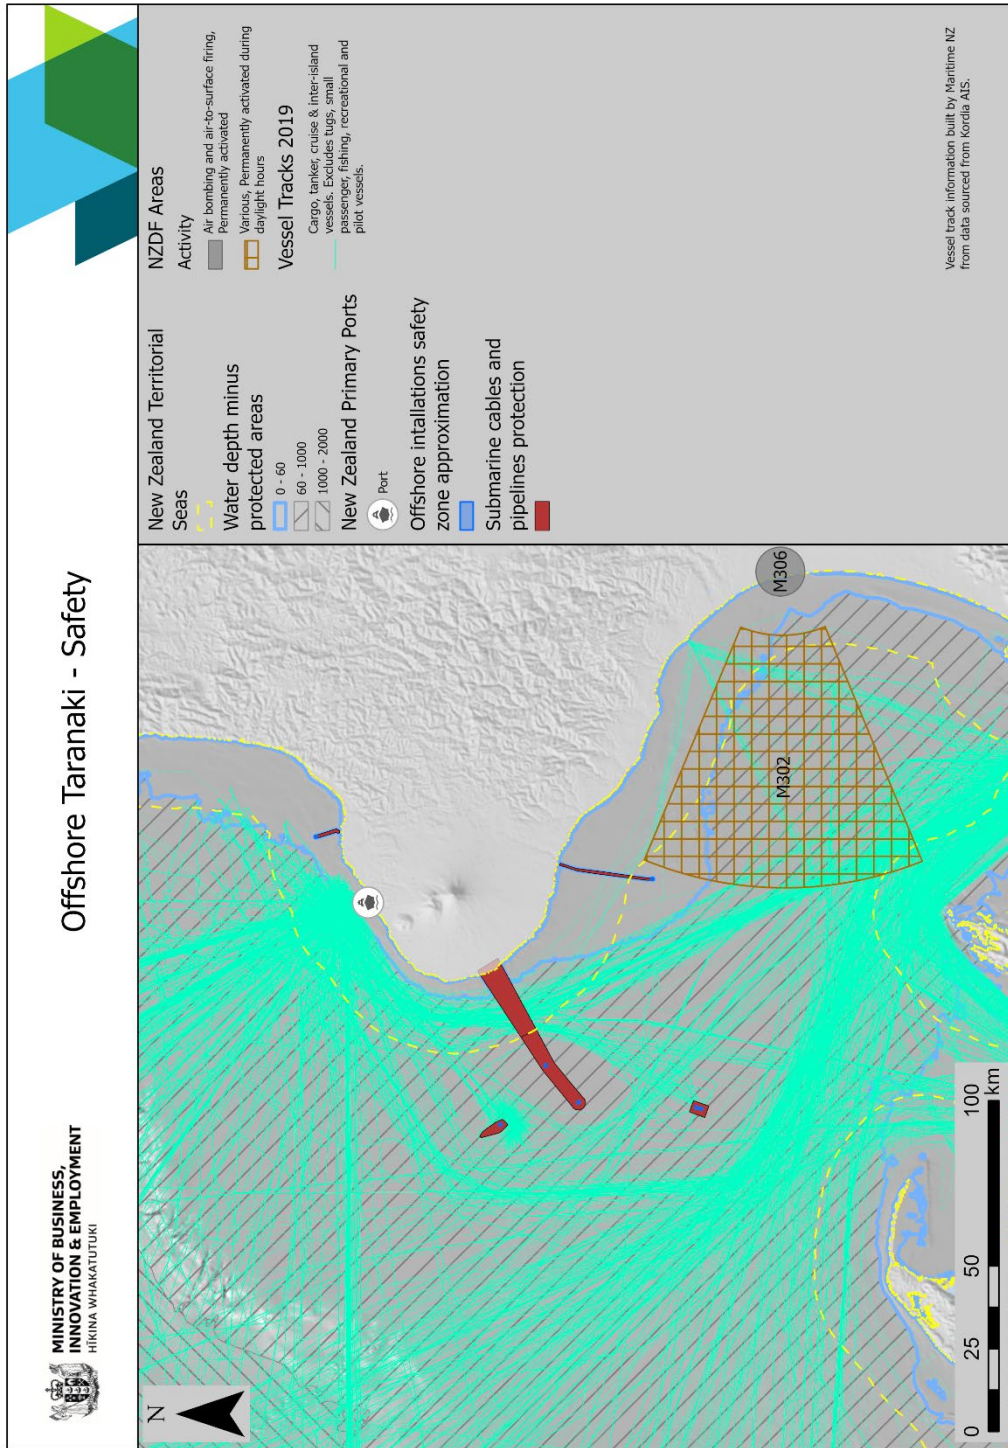 MINISTRY OF BUSINESS,
INNOVATION & EMPLOYMENT
HĪKINA WHAKATUTUKI
Offshore Taranaki - Safety
N
M302
M306
0
25
50
100
km
New Zealand Territorial
Seas
Water depth minus
protected areas
0 - 60
60 - 1000
1000 - 2000
New Zealand Primary Ports
Port
Offshore intallations safety
zone approximation
Submarine cables and
pipelines protection
NZDF Areas
Activity
Air bombing and air-to-surface firing,
Permanently activated
Various, Permanently activated during
daylight hours
Vessel Tracks 2019
Cargo, tanker, cruise & inter-island
vessels. Excludes tugs, small
passenger, fishing, recreational and
pilot vessels.
Vessel track information built by Maritime NZ
from data sourced from Kordia AIS.